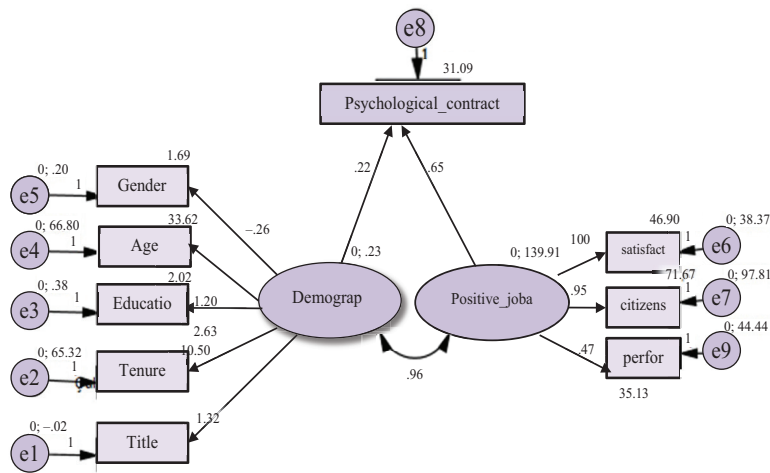 e8
1
31.09
Psychological_contract
.22
.65
0; .20
e5
1
1.69
Gender
-.26
0; 66.80
e4
1
33.62
Age
0; .38
e3
1
2.02
Educatio
1.20
2.63
0; 65.32
e2
1
10.50
Tenure
0; -.02
e1
1
Title
1.32
0; .23
Demograp
.96
0; 139.91
Positive_joba
100
.95
.47
46.90
satisfact
1
0; 38.37
e6
71.67
citizens
1
0; 97.81
e7
perfor
1
0; 44.44
e9
35.13